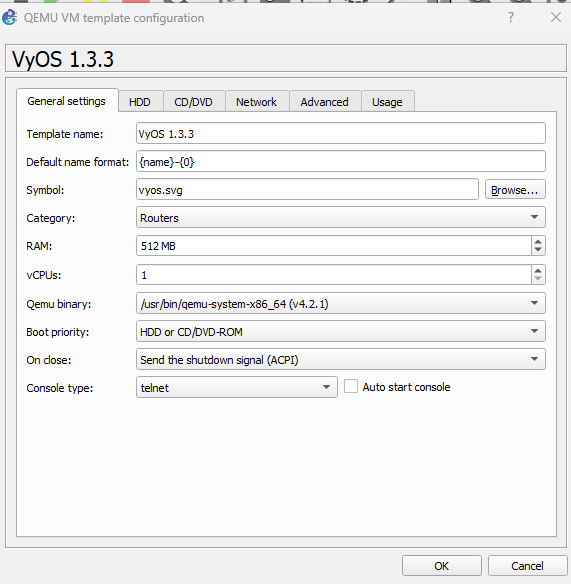 QEMU VM template configuration ? 
VyOS 1.3.3
General settings HDD CD/DVD Network Advanced Usage
Template name: VyOS 1.3.3
Default name format: {name}-{0}
Symbol: vyos.svg Browse...
Category: Routers
RAM: 512 MB
vCPUs: 1
Qemu binary: /usr/bin/qemu-system-x86_64 (v4.2.1)
Boot priority: HDD or CD/DVD-ROM
On close: Send the shutdown signal (ACPI)
Console type: telnet Auto start console
OK Cancel